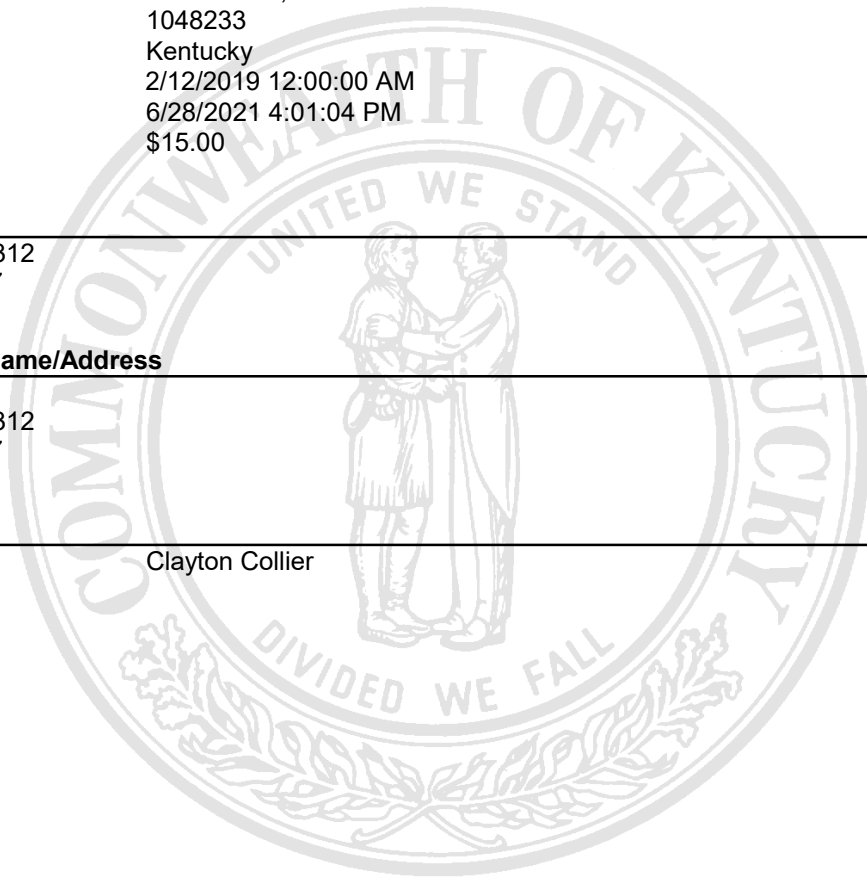 1048233
Kentucky
2/12/2019 12:00:00 AM
6/28/2021 4:01:04 PM
$15.00
COMMONWEALTH OF KENTUCKY
UNITED WE STAND
312
ame/Address
312
Clayton Collier
DIVIDED WE FALL